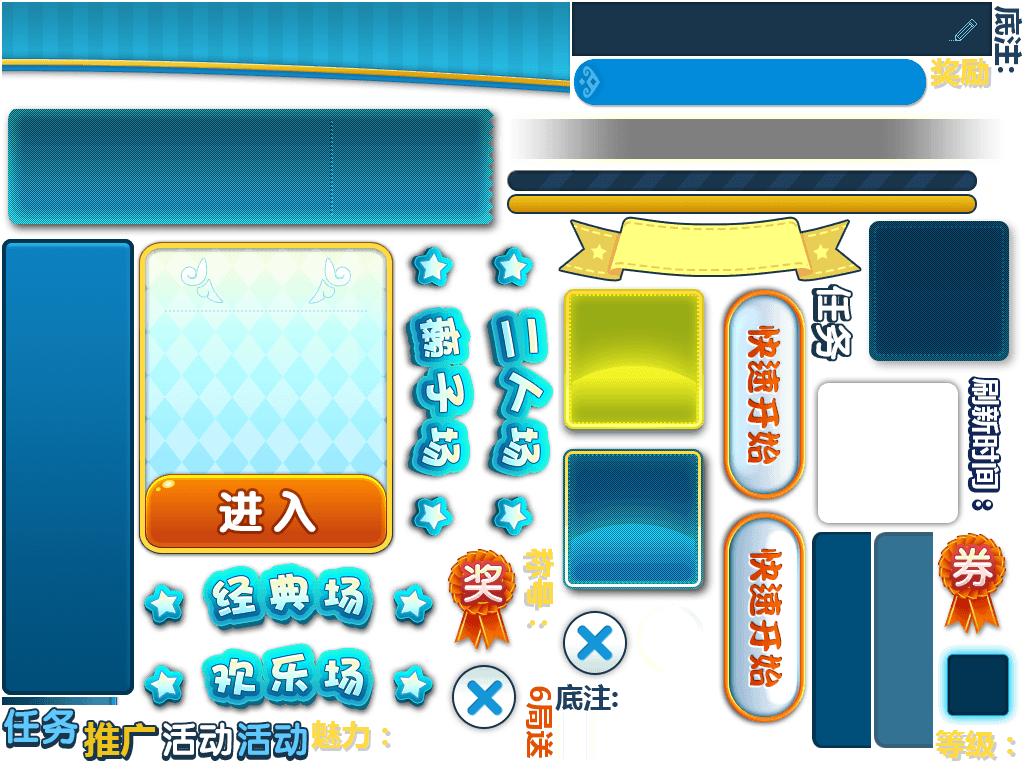 底注:
奖励
任务
快速开始
癞子场
二人场
刷新时间：
进入
快速开始
奖
称号：
券
经典场
欢乐场
6局送
底注:
任务
推广
活动
活动
魅力：
等级：